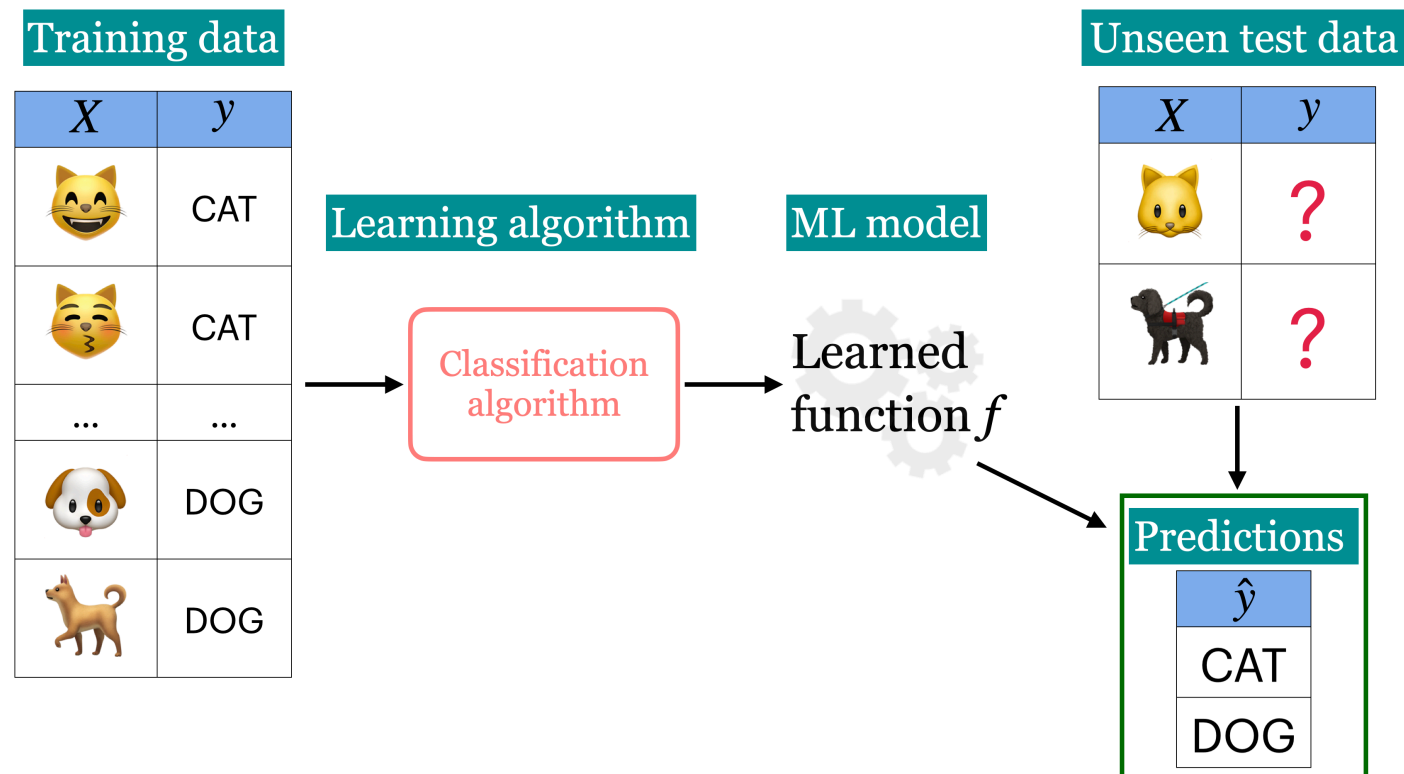 Training data
X y
CAT
CAT
... ...
DOG
DOG
Learning algorithm
Classification
algorithm
ML model
Learned
function f
Unseen test data
X y
?
?
Predictions
ŷ
CAT
DOG